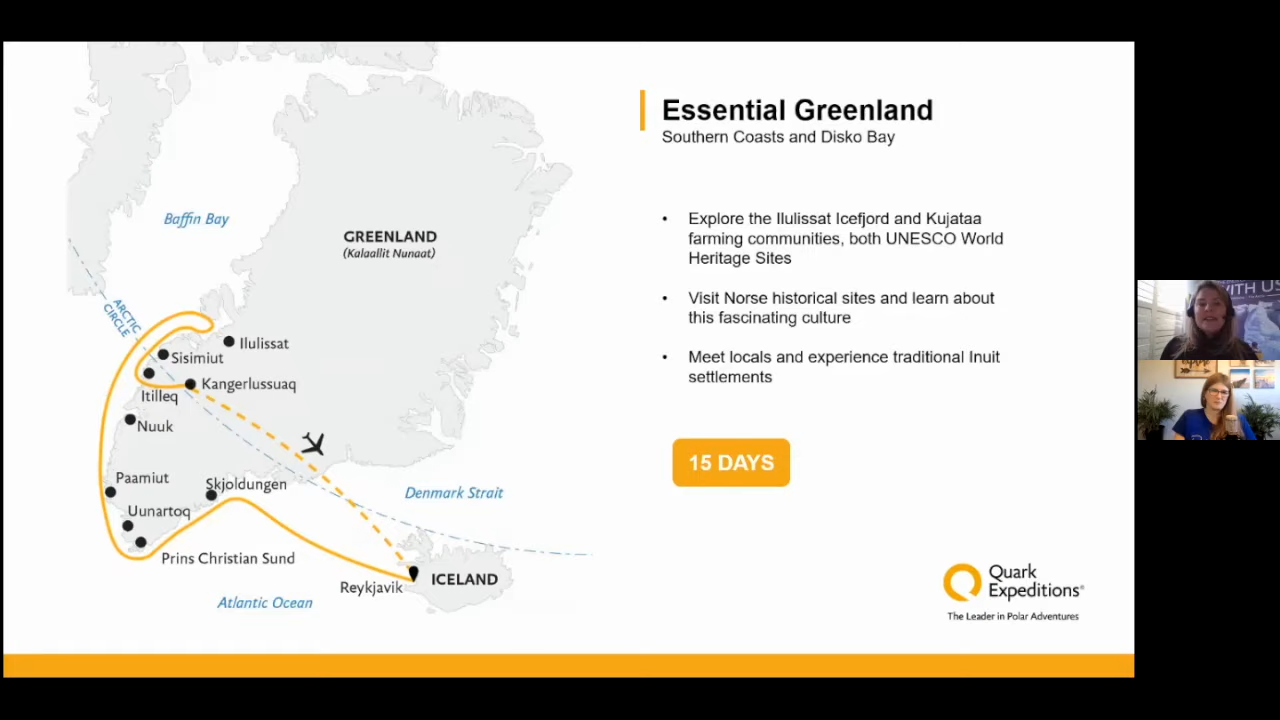 Essential Greenland
Southern Coasts and Disko Bay
Baffin Bay
GREENLAND
(Kalaallit Nunaat)
ARCTIC
CIRCLE
Ilulissat
Sisimiut
Kangerlussuaq
Itilleq
Nuuk
Paamiut
Skjoldungen
Uunartoq
Prins Christian Sund
Denmark Strait
Reykjavik
ICELAND
Atlantic Ocean
• Explore the Ilulissat Icefjord and Kujataa
farming communities, both UNESCO World
Heritage Sites
• Visit Norse historical sites and learn about
this fascinating culture
• Meet locals and experience traditional Inuit
settlements
15 DAYS
Quark
Expeditions®
The Leader in Polar Adventures
WITH US